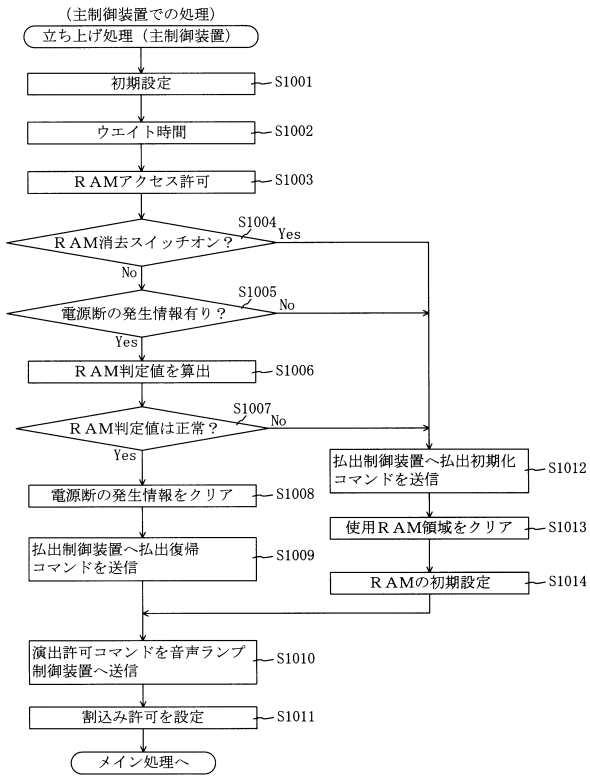 （主制御装置での処理）
立ち上げ処理（主制御装置）
初期設定
S1001
ウエイト時間
S1002
ＲＡＭアクセス許可
S1003
S1004
ＲＡＭ消去スイッチオン？
Yes
No
S1005
電源断の発生情報有り？
No
Yes
ＲＡＭ判定値を算出
S1006
S1007
ＲＡＭ判定値は正常？
No
Yes
払出制御装置へ払出初期化
コマンドを送信
S1012
電源断の発生情報をクリア
S1008
使用ＲＡＭ領域をクリア
S1013
払出制御装置へ払出復帰
コマンドを送信
S1009
ＲＡＭの初期設定
S1014
演出許可コマンドを音声ランプ
制御装置へ送信
S1010
割込み許可を設定
S1011
メイン処理へ